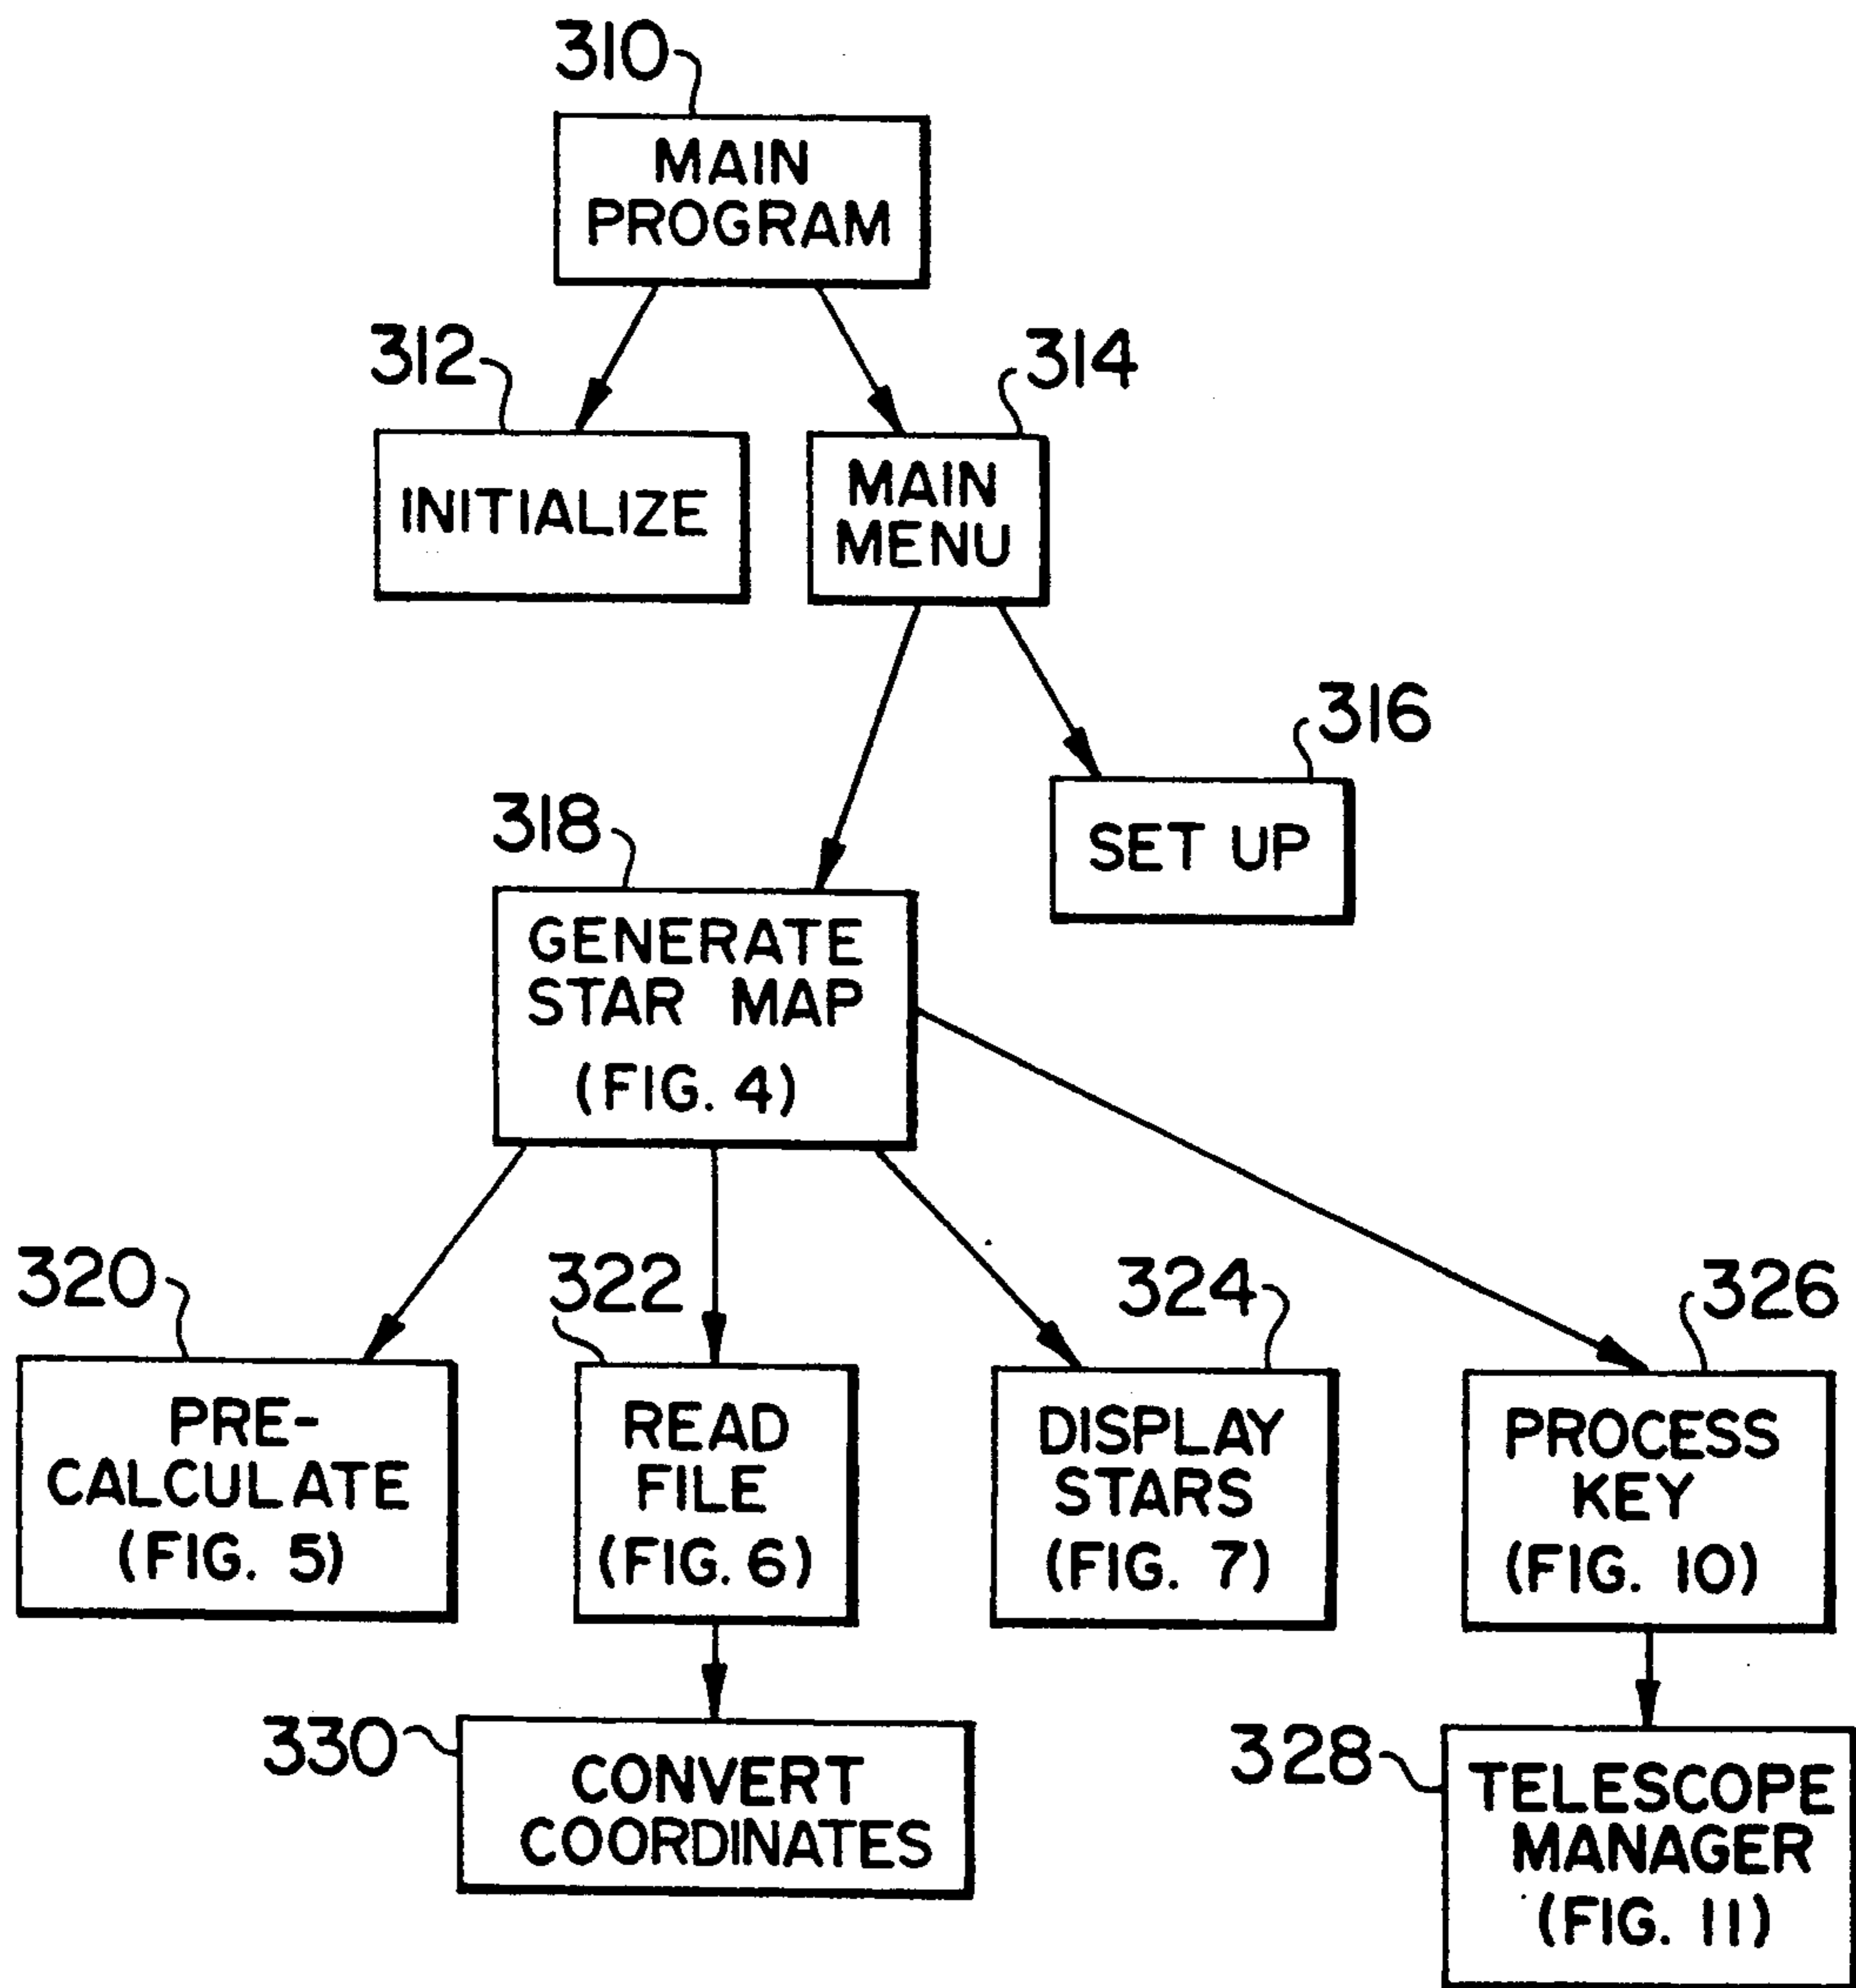 310
MAIN
PROGRAM
312
314
INITIALIZE
MAIN
MENU
316
SET UP
318
GENERATE
STAR MAP
(FIG. 4)
320
322
324
326
PRE-
CALCULATE
(FIG. 5)
READ
FILE
(FIG. 6)
DISPLAY
STARS
(FIG. 7)
PROCESS
KEY
(FIG. 10)
330
CONVERT
COORDINATES
328
TELESCOPE
MANAGER
(FIG. 11)